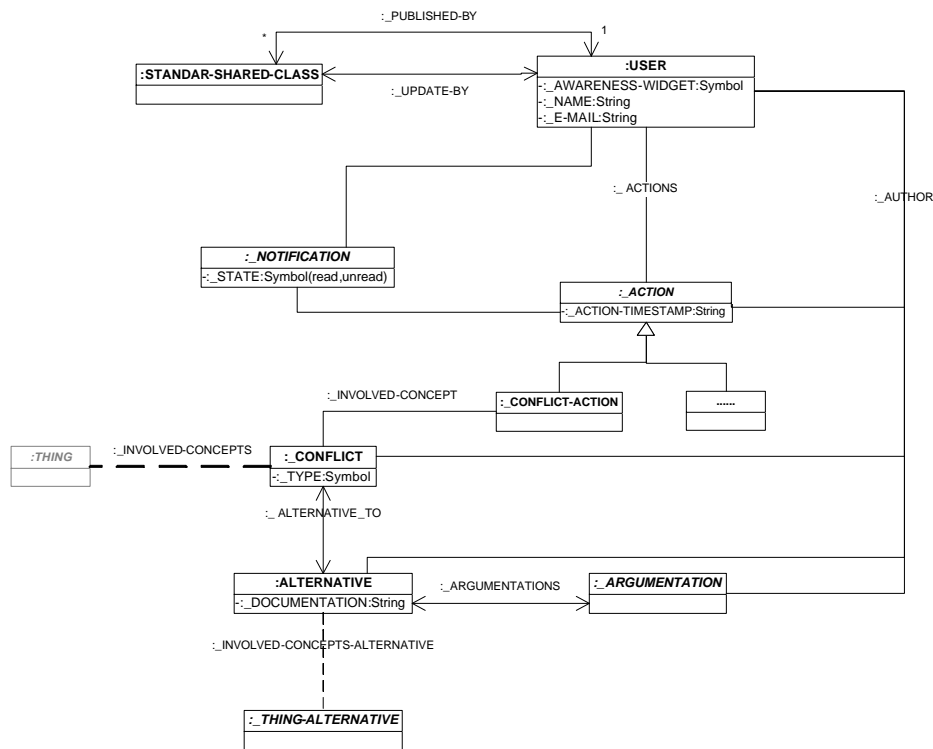 :_PUBLISHED-BY
* 1
:STANDAR-SHARED-CLASS
:USER
-:_AWARENESS-WIDGET:Symbol
-:_NAME:String
-:_E-MAIL:String
:_UPDATE-BY
:_ ACTIONS
:_AUTHOR
:_NOTIFICATION
-:_STATE:Symbol(read,unread)
:_ACTION
-:_ACTION-TIMESTAMP:String
:_INVOLVED-CONCEPT
:_CONFLICT-ACTION
......
:_INVOLVED-CONCEPTS
:THING
:_CONFLICT
-:_TYPE:Symbol
:_ ALTERNATIVE_TO
:ALTERNATIVE
-:_DOCUMENTATION:String
:_ARGUMENTATIONS
:_ARGUMENTATION
:_INVOLVED-CONCEPTS-ALTERNATIVE
:_THING-ALTERNATIVE